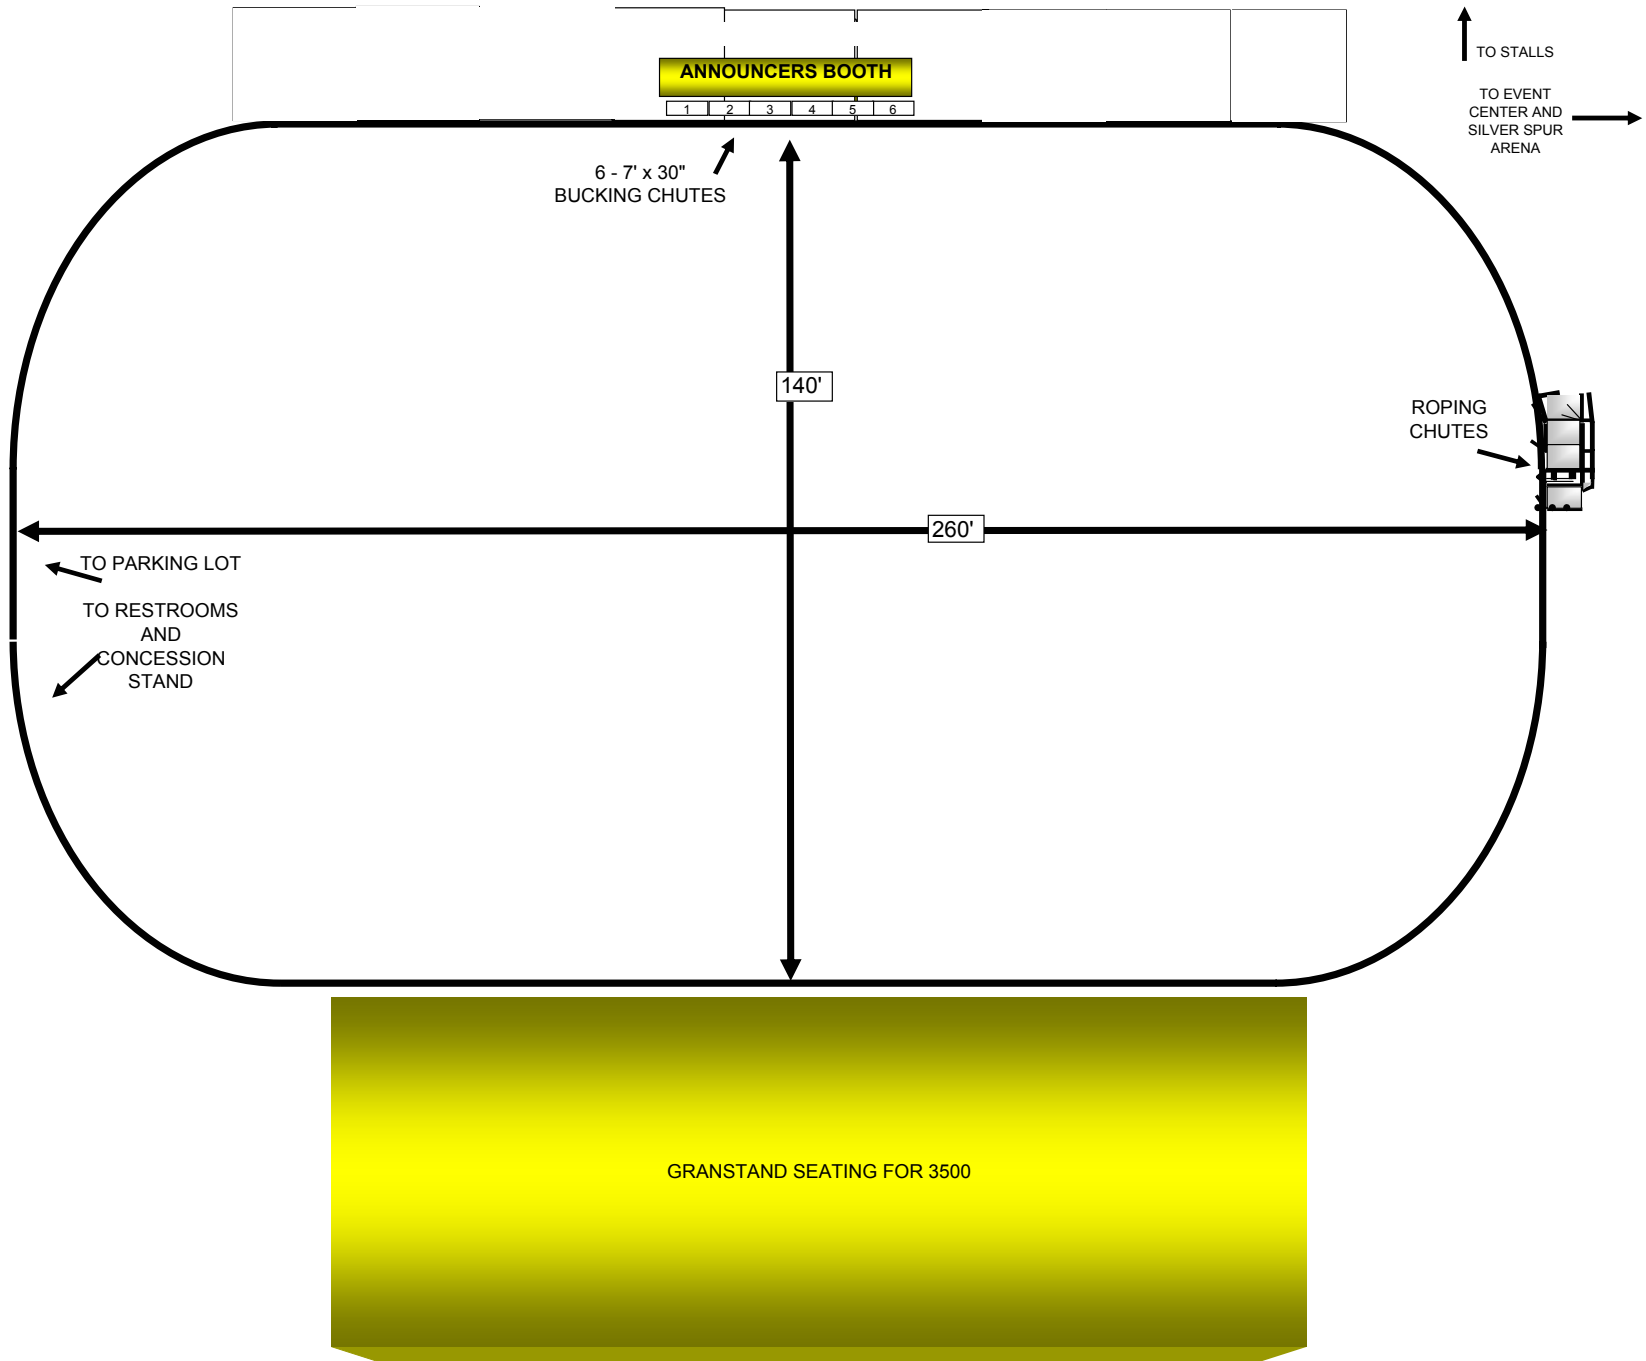 TO STALLS
ANNOUNCERS BOOTH
1 2 3 4 5 6
TO EVENT
CENTER AND
SILVER SPUR
ARENA
6 - 7' x 30"
BUCKING CHUTES
140'
ROPING
CHUTES
260'
TO PARKING LOT
TO RESTROOMS
AND
CONCESSION
STAND
GRANSTAND SEATING FOR 3500